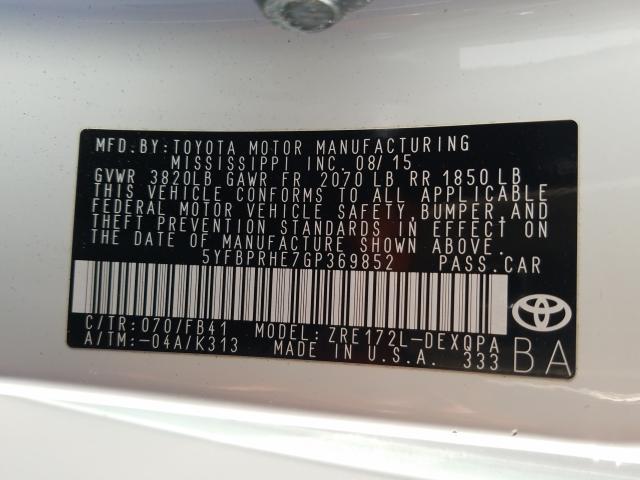 MFD.BY:TOYOTA MOTOR MANUFACTURING
MISSISSIPPI INC.08/15
GVWR 3820LB GAWR FR 2070 LB RR 1850 LB
THIS VEHICLE CONFORMS TO ALL APPLICABLE
FEDERAL MOTOR VEHICLE SAFETY,BUMPER,AND
THEFT PREVENTION STANDARDS IN EFFECT ON
THE DATE OF MANUFACTURE SHOWN ABOVE.
5YFBPRHE7GP369852 PASS.CAR
C/TR:070/FB41 MODEL:ZRE172L-DEXQPA
A/TM:-04A/K313 MADE IN U.S.A. 333
BA